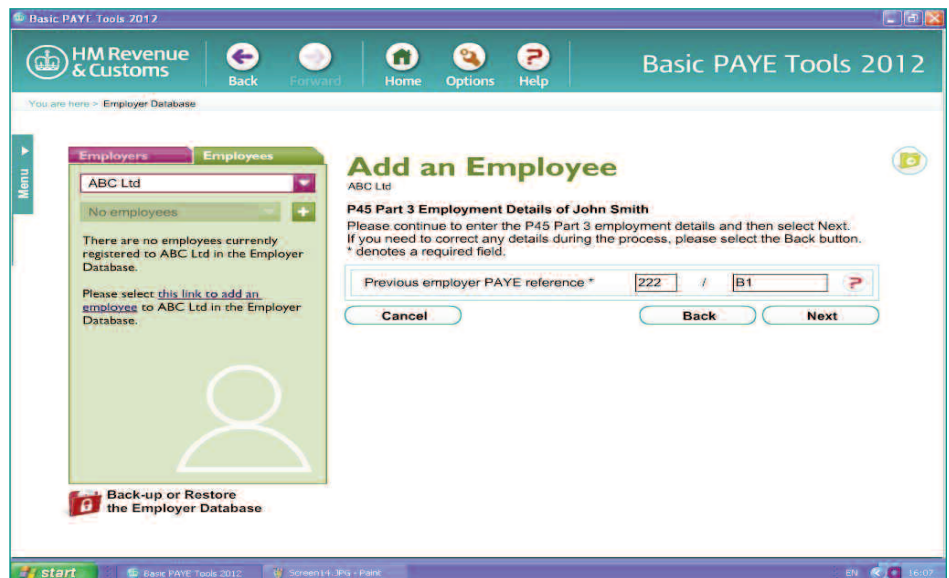 Basic PAYE Tools 2012
HM Revenue
& Customs
Back
Forward
Home
Options
Help
Basic PAYE Tools 2012
You are here > Employer Database
Menu
Employers
Employees
ABC Ltd
No employees
There are no employees currently
registered to ABC Ltd in the Employer
Database.
Please select this link to add an
employee to ABC Ltd in the Employer
Database.
Back-up or Restore
the Employer Database
Add an Employee
ABC Ltd
P45 Part 3 Employment Details of John Smith
Please continue to enter the P45 Part 3 employment details and then select Next.
If you need to correct any details during the process, please select the Back button.
* denotes a required field.
Previous employer PAYE reference * 222 / B1 ?
Cancel
Back
Next
start
Basic PAYE Tools 2012
Screen14.JPG - Paint
EN
16:07